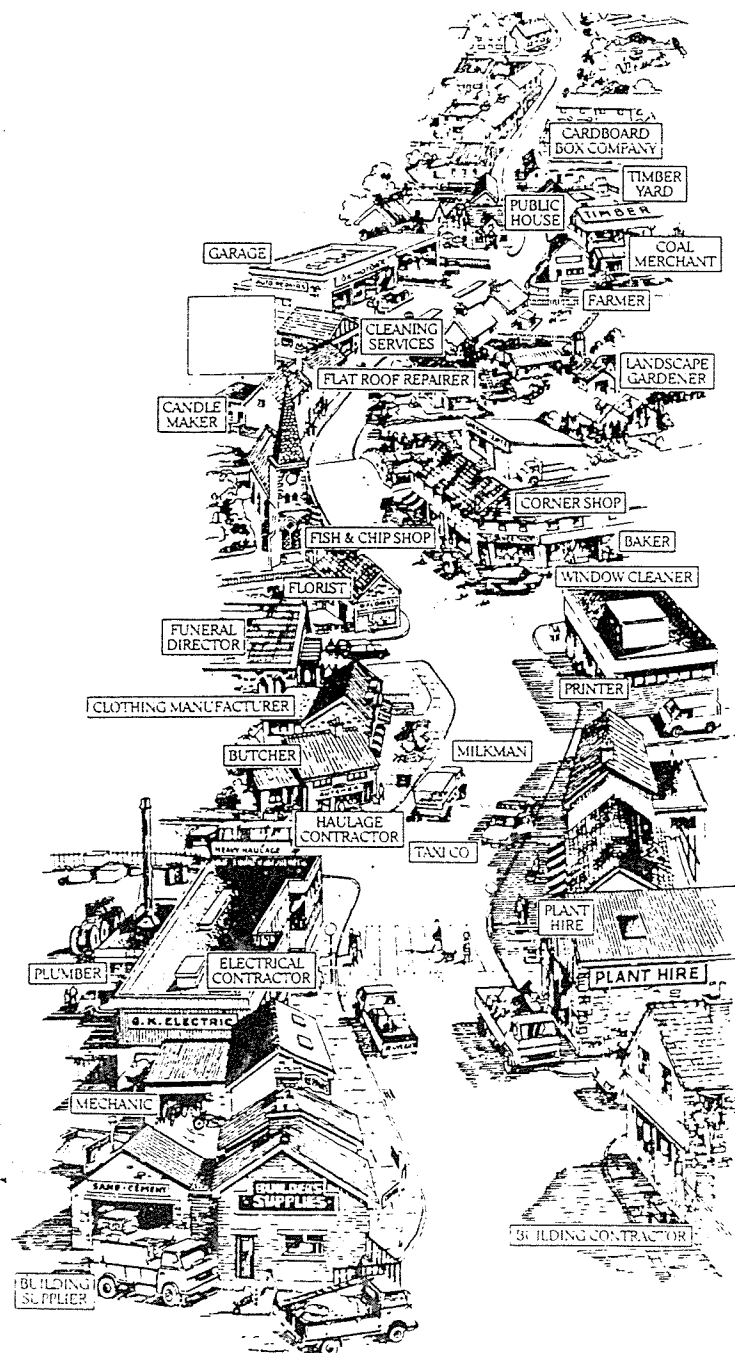 CARDBOARD
BOX COMPANY
TIMBER
YARD
PUBLIC
HOUSE
TIMBER
COAL
MERCHANT
GARAGE
FARMER
CLEANING
SERVICES
FLAT ROOF REPAIRER
LANDSCAPE
GARDENER
CANDLE
MAKER
CORNER SHOP
FISH & CHIP SHOP
BAKER
WINDOW CLEANER
FLORIST
FLORIST
FUNERAL
DIRECTOR
PRINTER
CLOTHING MANUFACTURER
BUTCHER
MILKMAN
HAULAGE
CONTRACTOR
HEAVY HAULAGE
TAXI CO
PLANT
HIRE
PLUMBER
ELECTRICAL
CONTRACTOR
PLANT HIRE
G.K. ELECTRIC
MECHANIC
SAND · CEMENT
BUILDERS
SUPPLIES
BUILDING CONTRACTOR
BUILDING
SUPPLIER